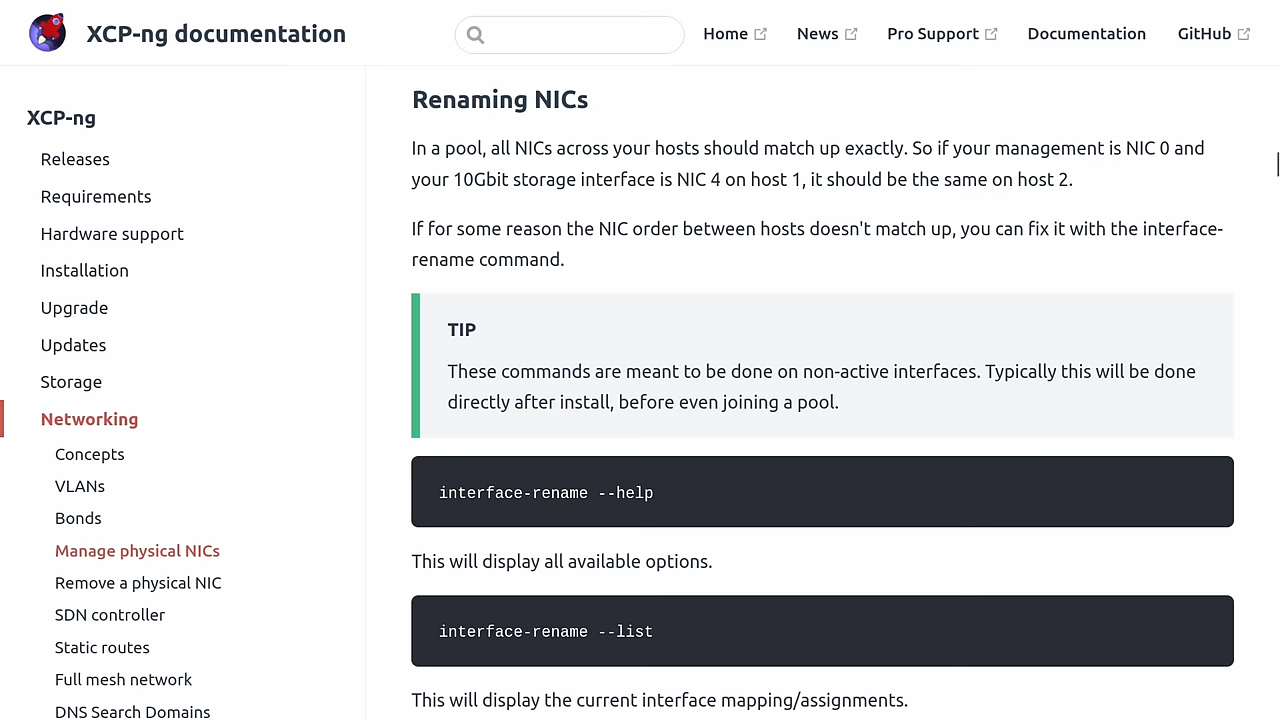 XCP-ng documentation
Home
News
Pro Support
Documentation
GitHub
XCP-ng
Releases
Requirements
Hardware support
Installation
Upgrade
Updates
Storage
Networking
Concepts
VLANs
Bonds
Manage physical NICs
Remove a physical NIC
SDN controller
Static routes
Full mesh network
DNS Search Domains
Renaming NICs
In a pool, all NICs across your hosts should match up exactly. So if your management is NIC 0 and
your 10Gbit storage interface is NIC 4 on host 1, it should be the same on host 2.
If for some reason the NIC order between hosts doesn't match up, you can fix it with the interface-
rename command.
TIP
These commands are meant to be done on non-active interfaces. Typically this will be done
directly after install, before even joining a pool.
interface-rename --help
This will display all available options.
interface-rename --list
This will display the current interface mapping/assignments.